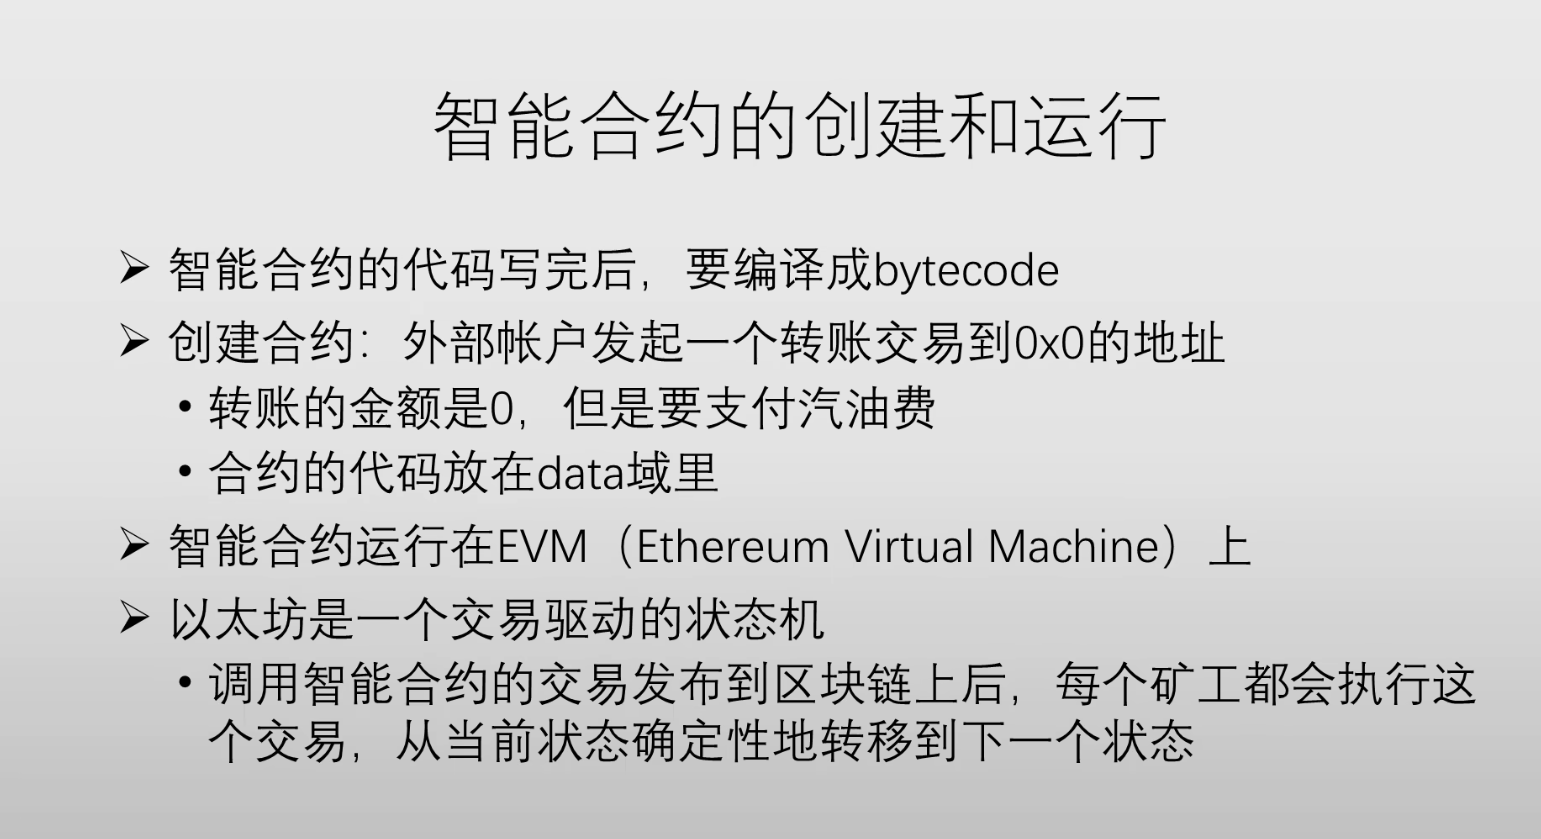 智能合约的创建和运行
➢ 智能合约的代码写完后，要编译成bytecode
➢ 创建合约：外部帐户发起一个转账交易到0x0的地址
• 转账的金额是0，但是要支付汽油费
• 合约的代码放在data域里
➢ 智能合约运行在EVM（Ethereum Virtual Machine）上
➢ 以太坊是一个交易驱动的状态机
• 调用智能合约的交易发布到区块链上后，每个矿工都会执行这
个交易，从当前状态确定性地转移到下一个状态